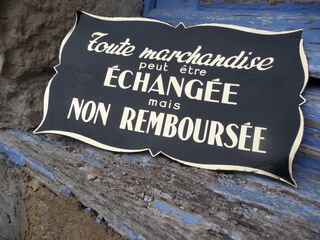 Toute marchandise
peut être
ÉCHANGÉE
mais
NON REMBOURSÉE